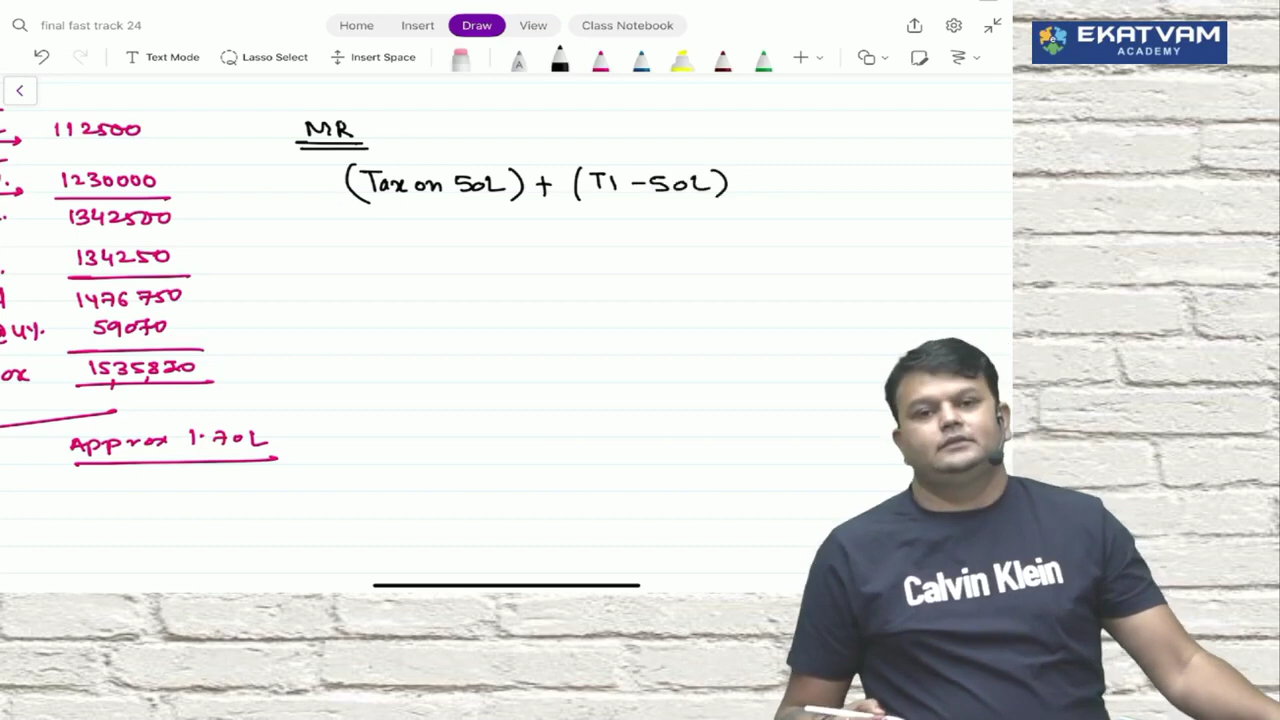 final fast track 24
Home Insert Draw View Class Notebook
Text Mode Lasso Select Insert Space
A
EKATVAM
ACADEMY
112500
1230000
1342500
134250
1476750
@4% 59070
1535820
Approx 1.70L
MR
(Tax on 50L) + (TI - 50L)
Calvin Klein